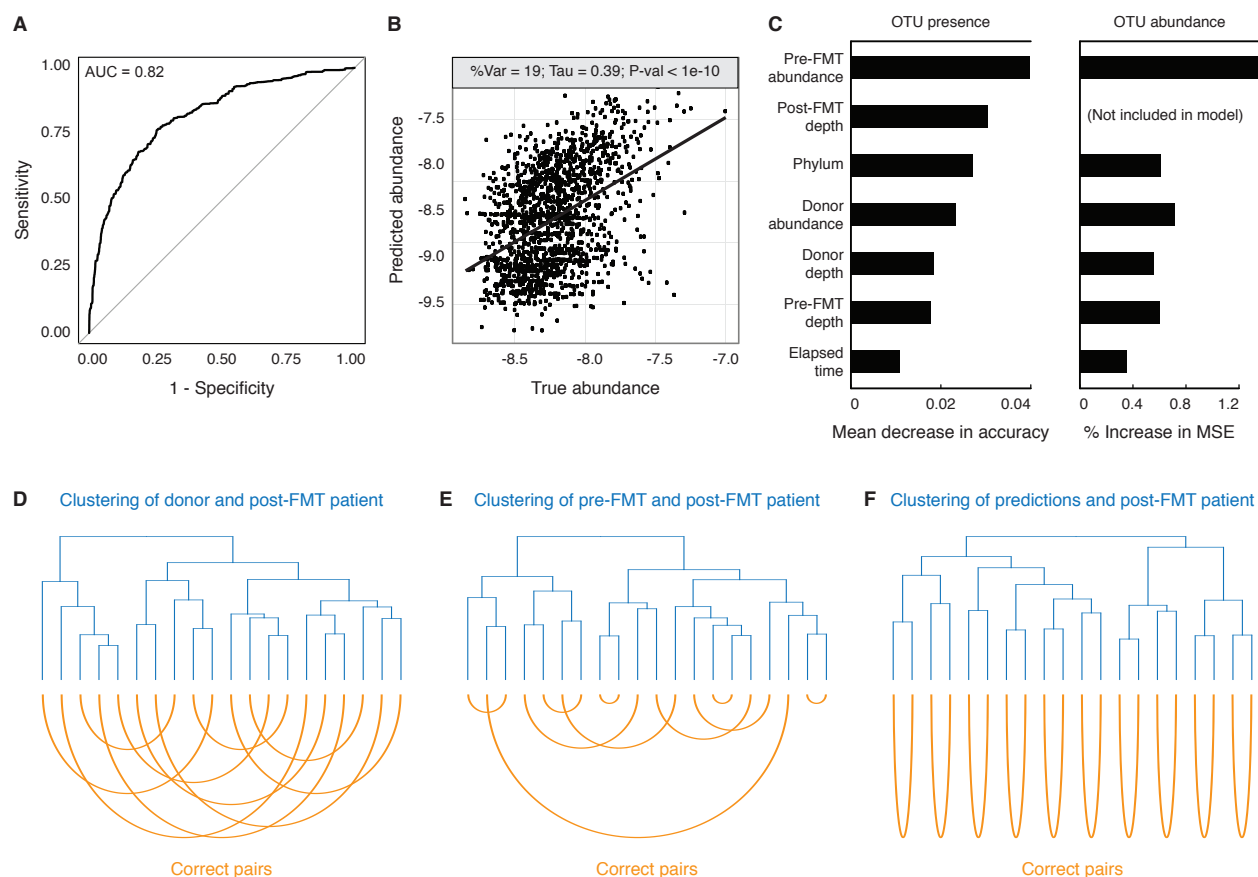 A
AUC = 0.82
1.00
0.75
0.50
0.25
0.00
Sensitivity
0.00 0.25 0.50 0.75 1.00
1 - Specificity
B
%Var = 19; Tau = 0.39; P-val < 1e-10
-7.5
-8.0
-8.5
-9.0
-9.5
Predicted abundance
-8.5 -8.0 -7.5 -7.0
True abundance
C
OTU presence
OTU abundance
Pre-FMT
abundance
Post-FMT
depth
(Not included in model)
Phylum
Donor
abundance
Donor
depth
Pre-FMT
depth
Elapsed
time
0 0.02 0.04
Mean decrease in accuracy
0 0.4 0.8 1.2
% Increase in MSE
D Clustering of donor and post-FMT patient
Correct pairs
E Clustering of pre-FMT and post-FMT patient
F Clustering of predictions and post-FMT patient
Correct pairs